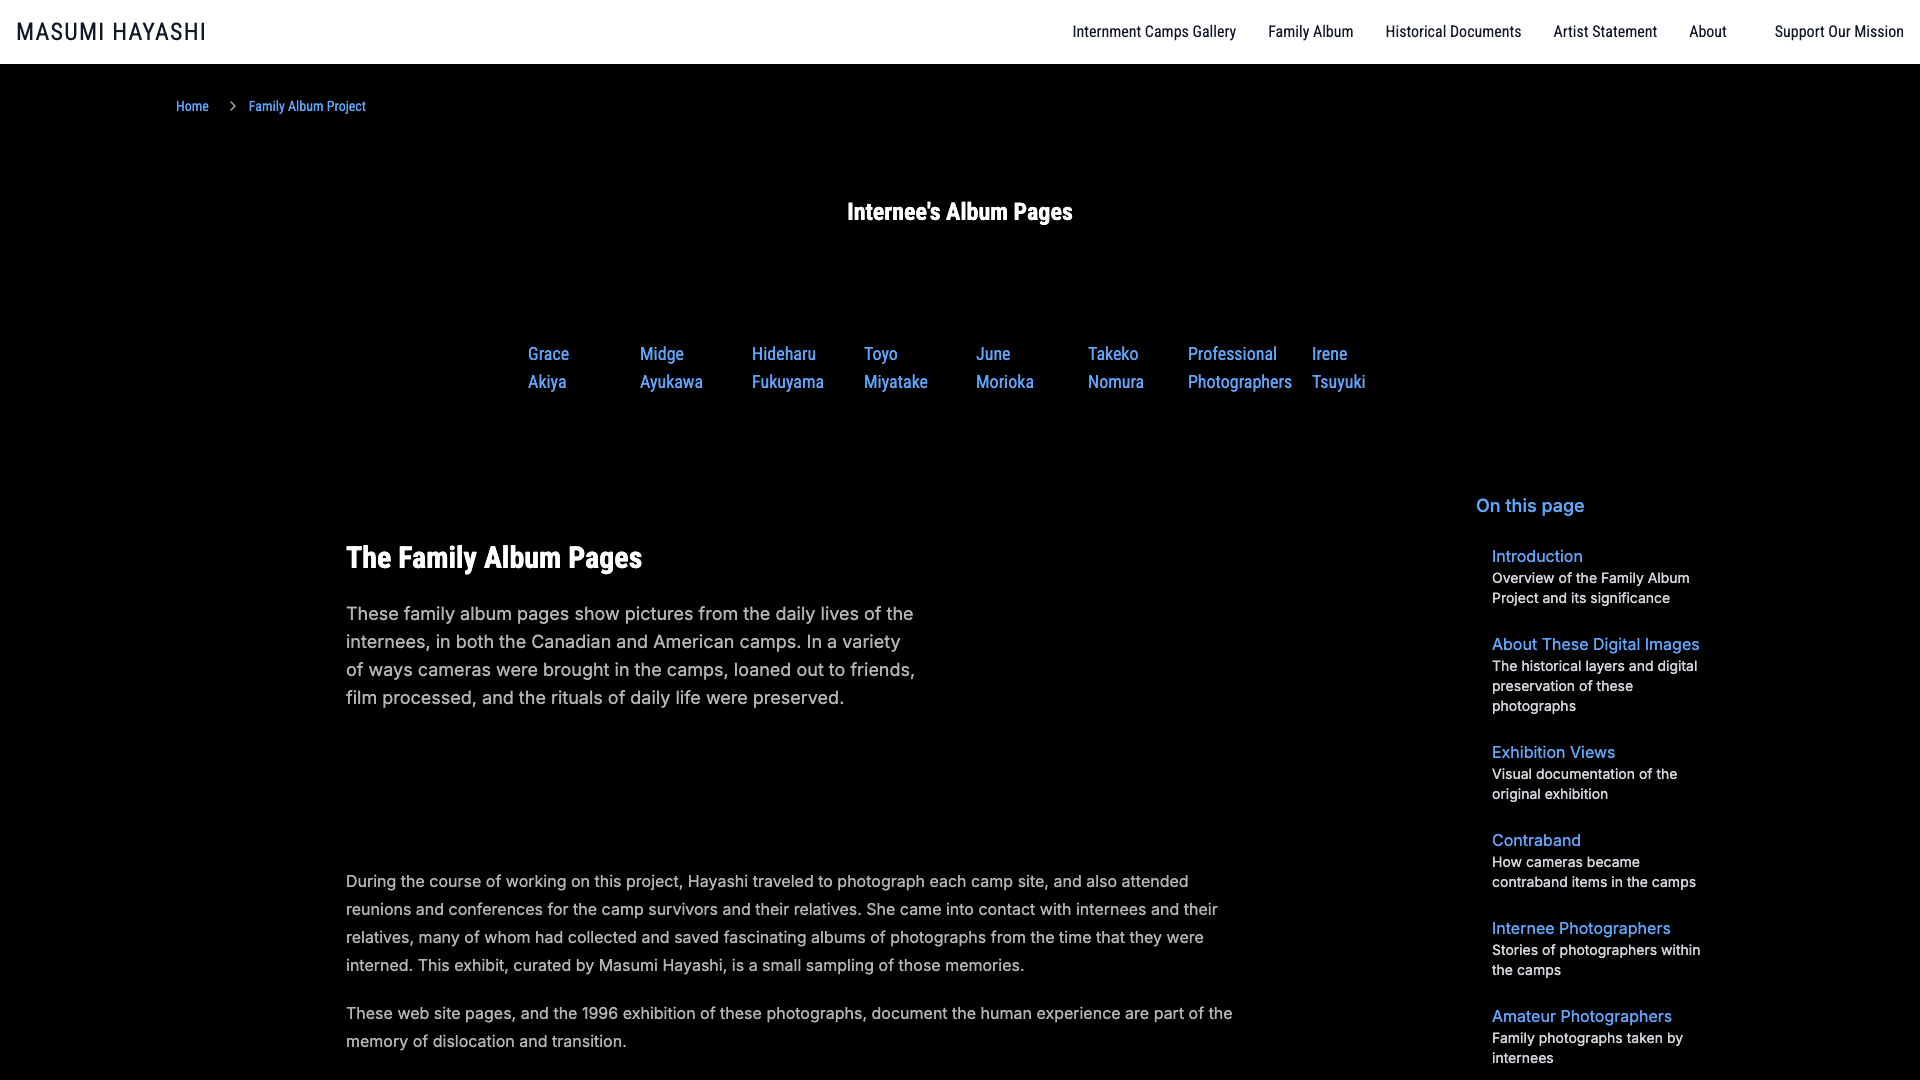 MASUMI HAYASHI
Internment Camps Gallery
Family Album
Historical Documents
Artist Statement
About
Support Our Mission
Home
Family Album Project
Internee's Album Pages
Grace
Akiya
Midge
Ayukawa
Hideharu
Fukuyama
Toyo
Miyatake
June
Morioka
Takeko
Nomura
Professional
Photographers
Irene
Tsuyuki
The Family Album Pages
These family album pages show pictures from the daily lives of the
internees, in both the Canadian and American camps. In a variety
of ways cameras were brought in the camps, loaned out to friends,
film processed, and the rituals of daily life were preserved.
During the course of working on this project, Hayashi traveled to photograph each camp site, and also attended
reunions and conferences for the camp survivors and their relatives. She came into contact with internees and their
relatives, many of whom had collected and saved fascinating albums of photographs from the time that they were
interned. This exhibit, curated by Masumi Hayashi, is a small sampling of those memories.
These web site pages, and the 1996 exhibition of these photographs, document the human experience are part of the
memory of dislocation and transition.
On this page
Introduction
Overview of the Family Album
Project and its significance
About These Digital Images
The historical layers and digital
preservation of these
photographs
Exhibition Views
Visual documentation of the
original exhibition
Contraband
How cameras became
contraband items in the camps
Internee Photographers
Stories of photographers within
the camps
Amateur Photographers
Family photographs taken by
internees